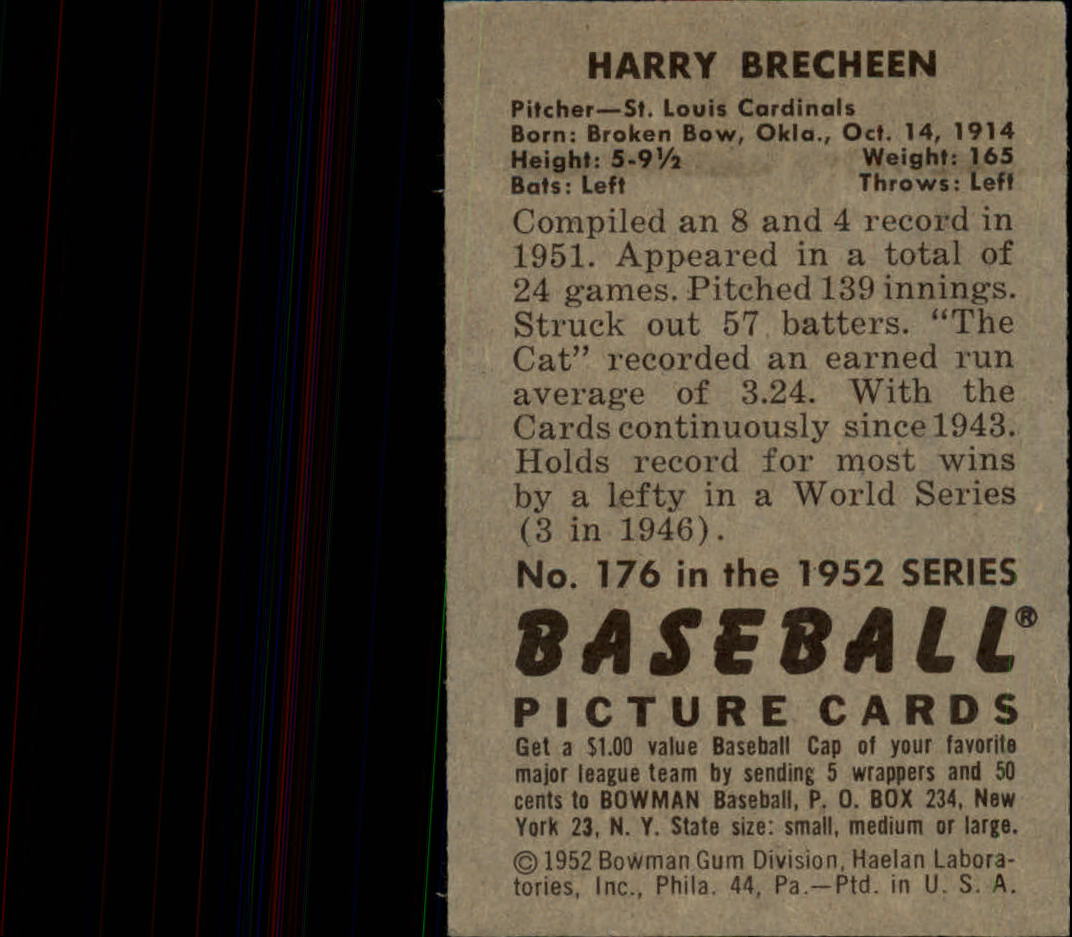 HARRY BRECHEEN
Pitcher—St. Louis Cardinals
Born: Broken Bow, Okla., Oct. 14, 1914
Height: 5-9½ Weight: 165
Bats: Left Throws: Left
Compiled an 8 and 4 record in
1951. Appeared in a total of
24 games. Pitched 139 innings.
Struck out 57 batters. “The
Cat” recorded an earned run
average of 3.24. With the
Cards continuously since 1943.
Holds record for most wins
by a lefty in a World Series
(3 in 1946).
No. 176 in the 1952 SERIES
BASEBALL®
PICTURE CARDS
Get a $1.00 value Baseball Cap of your favorite
major league team by sending 5 wrappers and 50
cents to BOWMAN Baseball, P. O. BOX 234, New
York 23, N. Y. State size: small, medium or large.
© 1952 Bowman Gum Division, Haelan Labora-
tories, Inc., Phila. 44, Pa.—Ptd. in U. S. A.